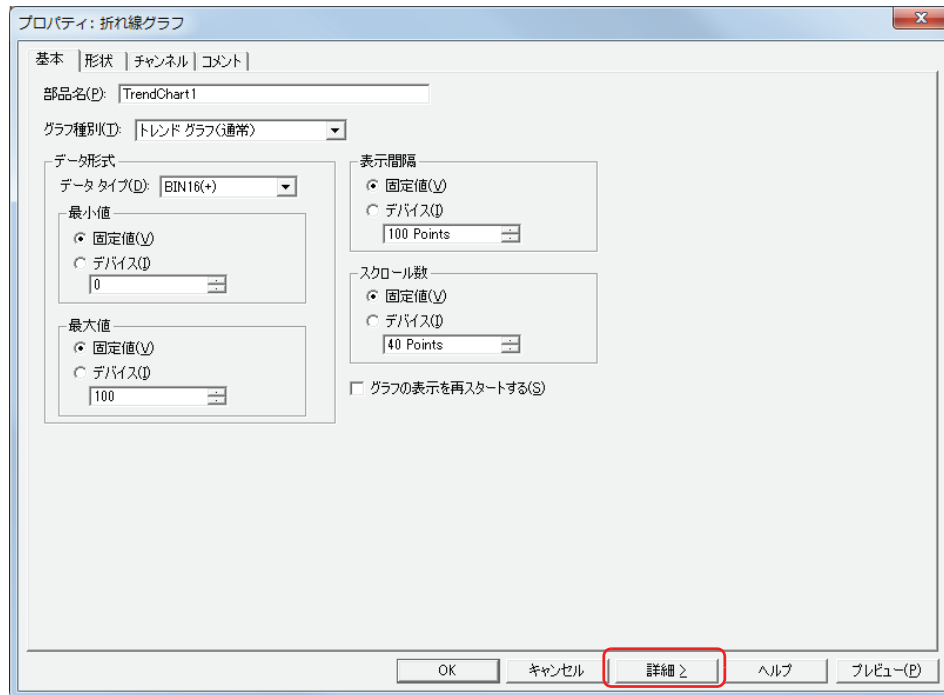 プロパティ: 折れ線グラフ
基本 形状 チャンネル コメント
部品名(P): TrendChart1
グラフ種別(T): トレンド グラフ(通常)
データ形式
データ タイプ(D): BIN16(+)
最小値
固定値(V)
デバイス(I)
0
最大値
固定値(V)
デバイス(I)
100
表示間隔
固定値(V)
デバイス(I)
100 Points
スクロール数
固定値(V)
デバイス(I)
40 Points
グラフの表示を再スタートする(S)
OK キャンセル 詳細 > ヘルプ プレビュー(P)